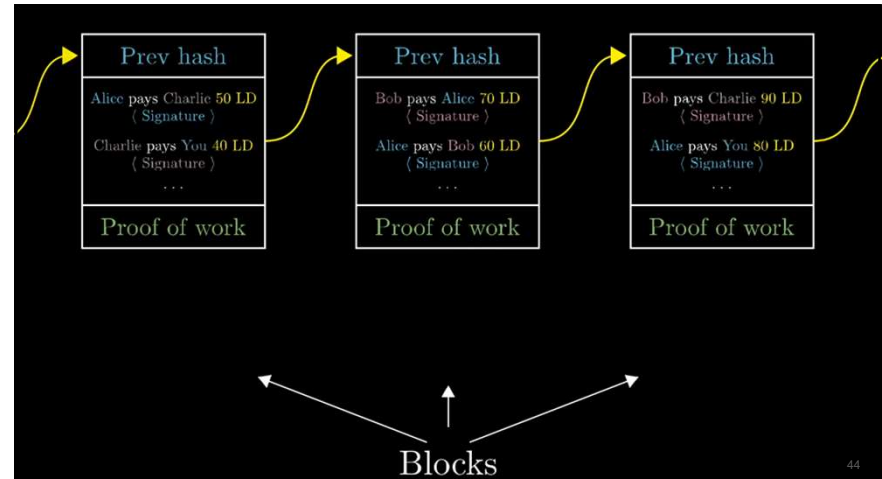 Prev hash
Alice pays Charlie 50 LD
⟨ Signature ⟩
Charlie pays You 40 LD
⟨ Signature ⟩
. . .
Proof of work
Prev hash
Bob pays Alice 70 LD
⟨ Signature ⟩
Alice pays Bob 60 LD
⟨ Signature ⟩
. . .
Proof of work
Prev hash
Bob pays Charlie 90 LD
⟨ Signature ⟩
Alice pays You 80 LD
⟨ Signature ⟩
. . .
Proof of work
Blocks
44